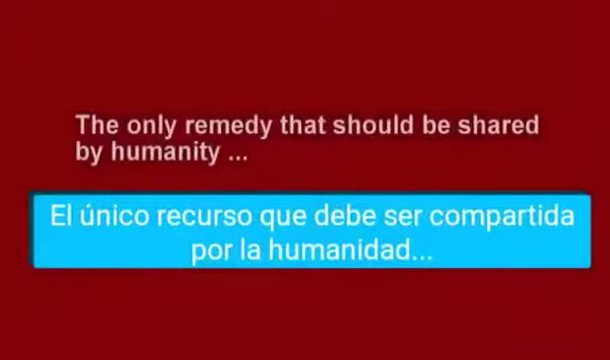 The only remedy that should be shared
by humanity ...
El único recurso que debe ser compartida
por la humanidad...